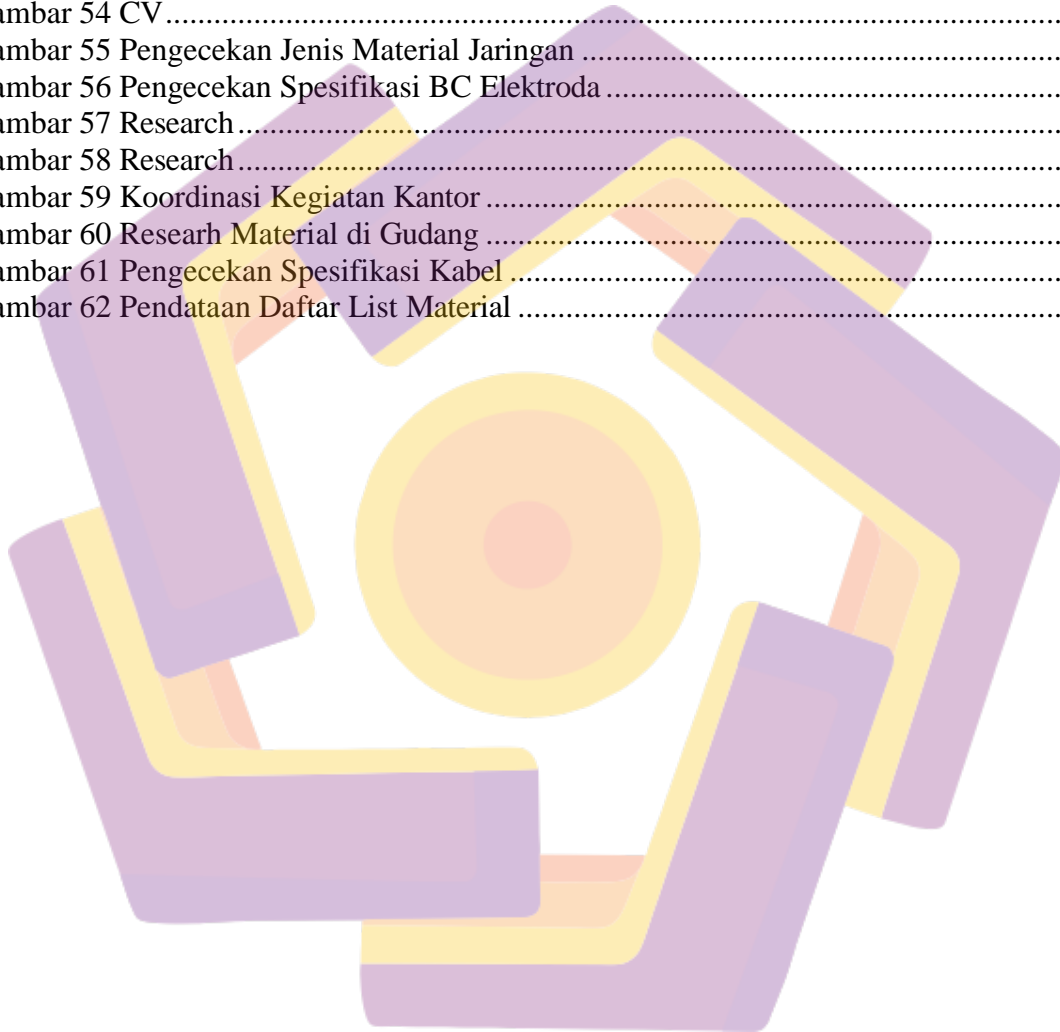 ambar 54 CV................................................................................................................
ambar 55 Pengecekan Jenis Material Jaringan ............................................................
ambar 56 Pengecekan Spesifikasi BC Elektroda .........................................................
ambar 57 Research.......................................................................................................
ambar 58 Research.......................................................................................................
ambar 59 Koordinasi Kegiatan Kantor ........................................................................
ambar 60 Researh Material di Gudang ........................................................................
ambar 61 Pengecekan Spesifikasi Kabel .....................................................................
ambar 62 Pendataan Daftar List Material ....................................................................